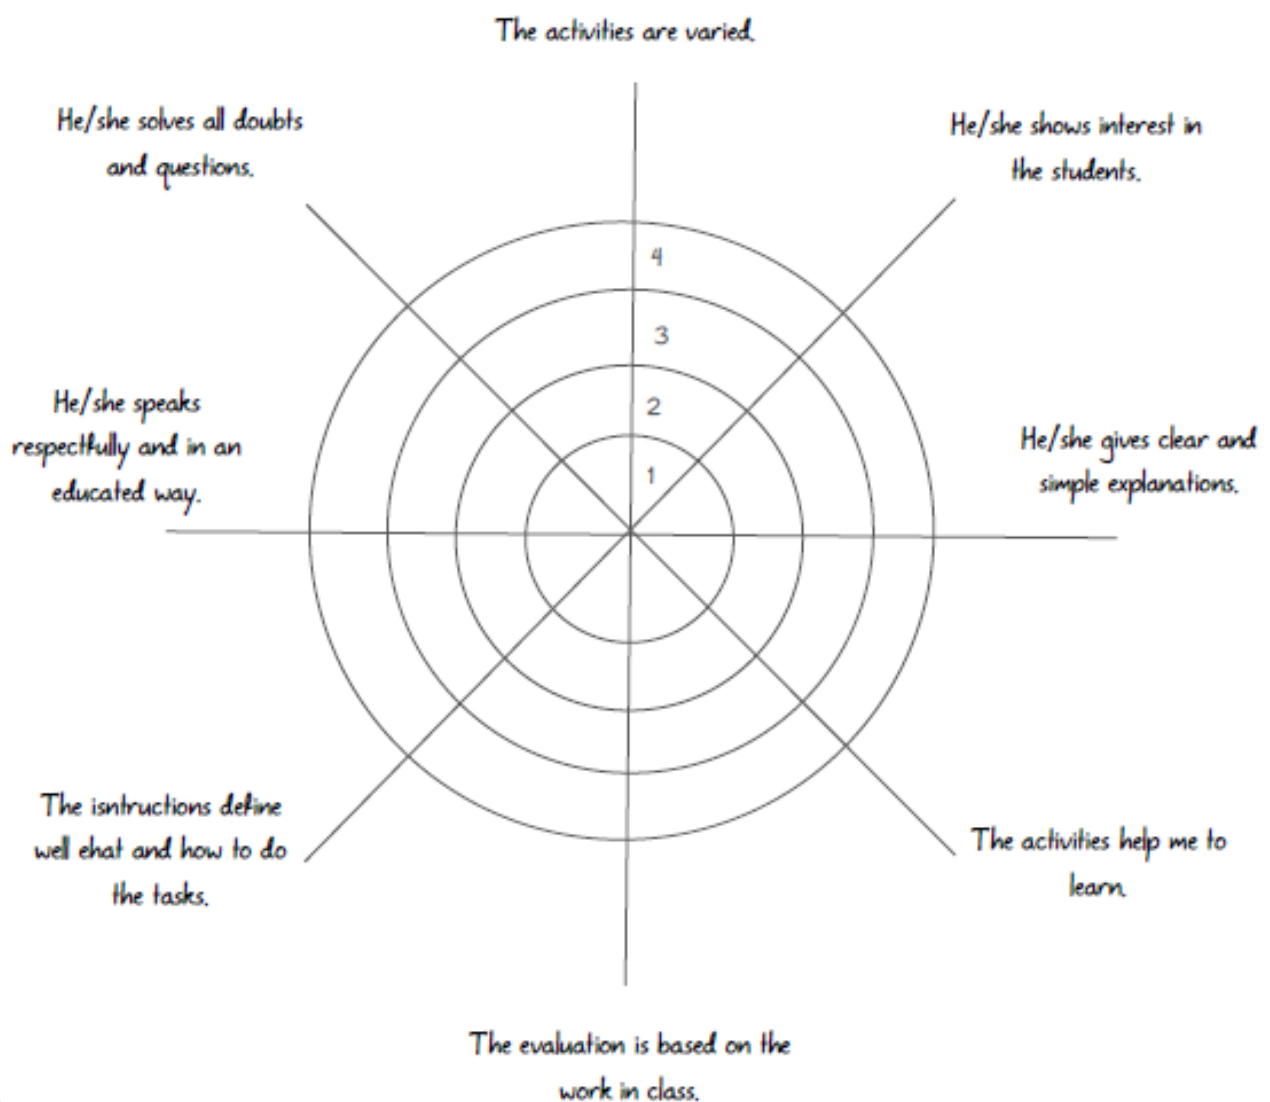 The activities are varied.
He/she solves all doubts
and questions.
He/she shows interest in
the students.
4
3
2
1
He/she speaks
respectfully and in an
educated way.
He/she gives clear and
simple explanations.
The isntructions define
well ehat and how to do
the tasks.
The activities help me to
learn.
The evaluation is based on the
work in class.